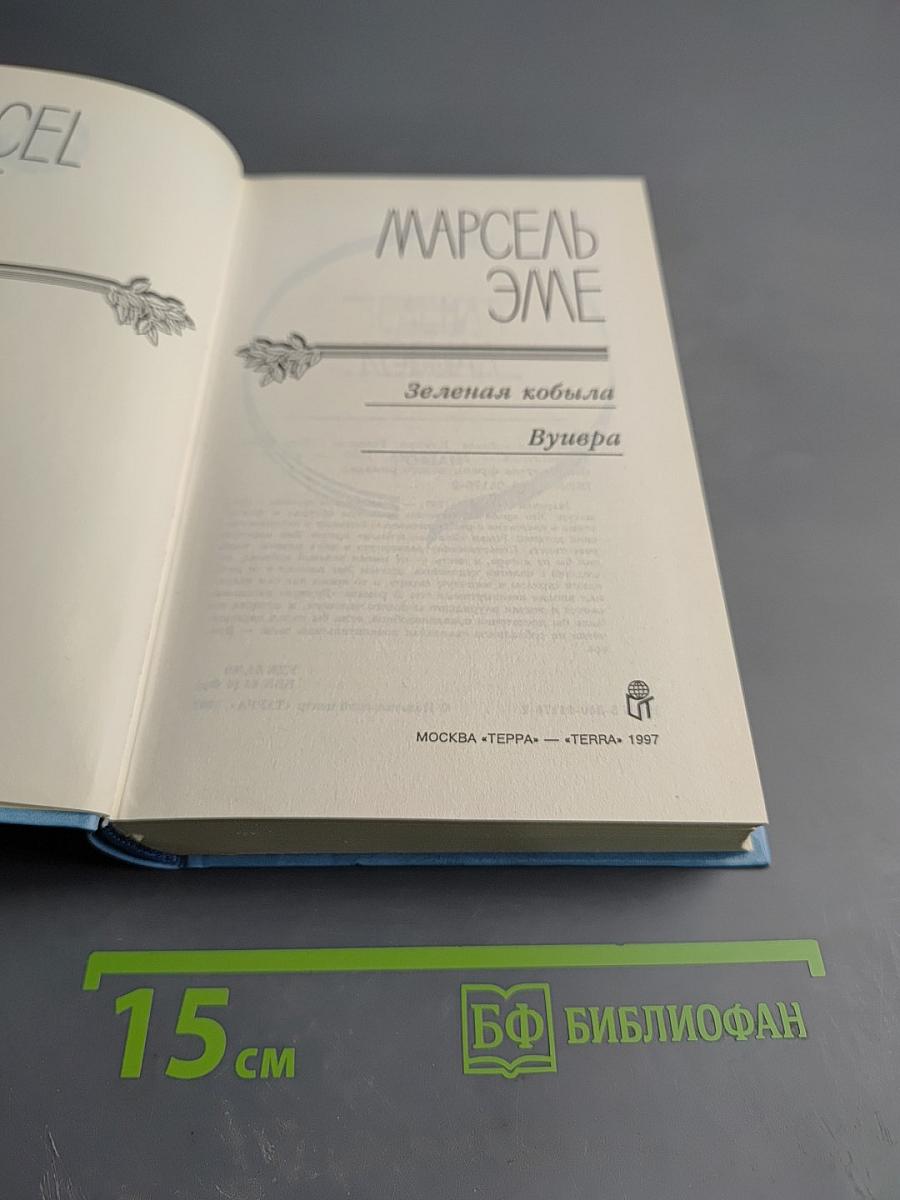 CEL
МАРСЕЛЬ
ЭМЕ
Зеленая кобыла
Вуивра
МОСКВА «ТЕРРА» — «TERRA» 1997
15 см
БФ БИБЛИОФАН